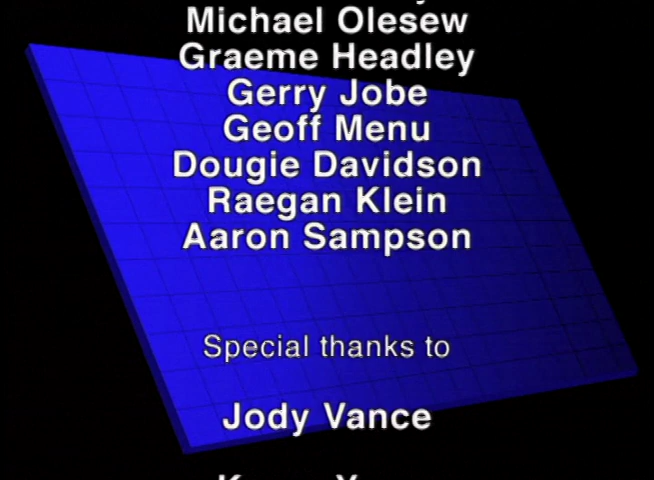 Michael Olesew
Graeme Headley
Gerry Jobe
Geoff Menu
Dougie Davidson
Raegan Klein
Aaron Sampson
Special thanks to
Jody Vance